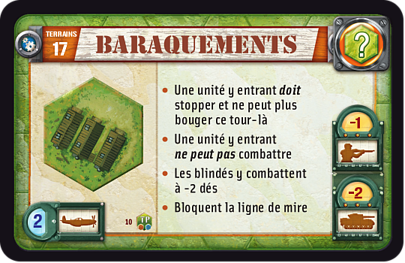 TERRAINS
17
BARAQUEMENTS
?
• Une unité y entrant doit
stopper et ne peut plus
bouger ce tour-là
• Une unité y entrant
ne peut pas combattre
• Les blindés y combattent
à -2 dés
• Bloquent la ligne de mire
-1
-2
2
10